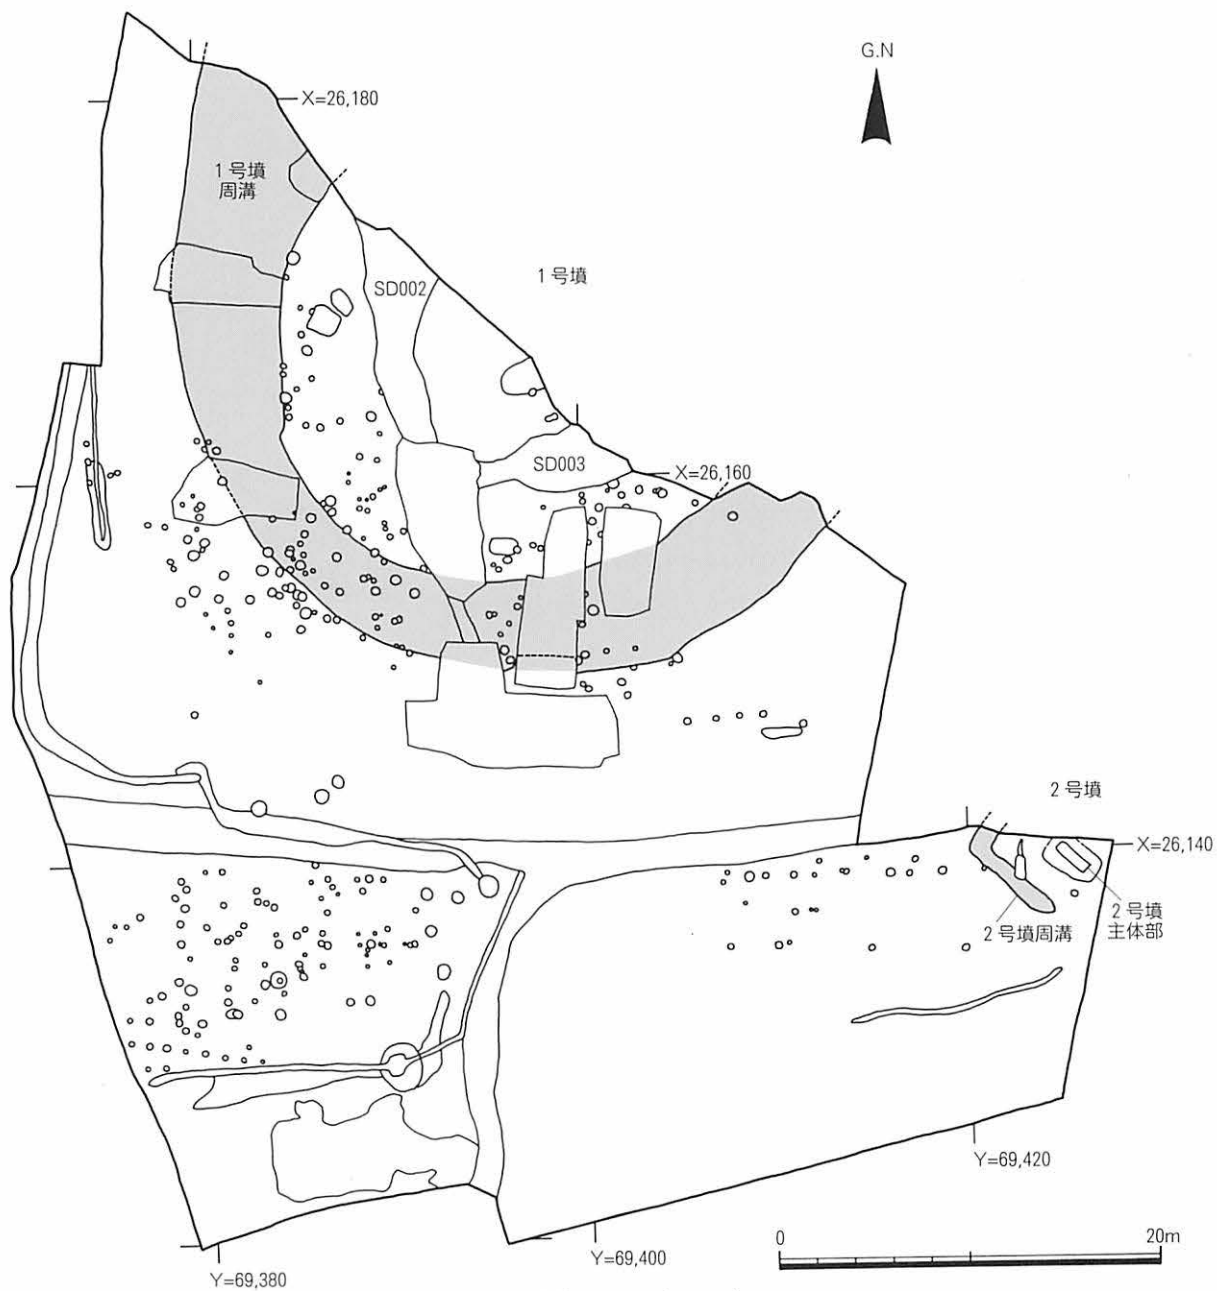 G.N
X=26,180
1号墳
周溝
1号墳
SD002
SD003
X=26,160
2号墳
X=26,140
2号墳周溝
2号墳
主体部
Y=69,420
0
20m
Y=69,400
Y=69,380